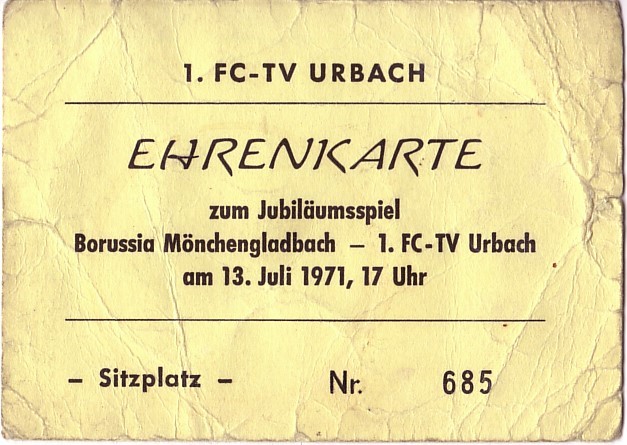 1. FC-TV URBACH
EHRENKARTE
zum Jubiläumsspiel
Borussia Mönchengladbach – 1. FC-TV Urbach
am 13. Juli 1971, 17 Uhr
– Sitzplatz – Nr. 685